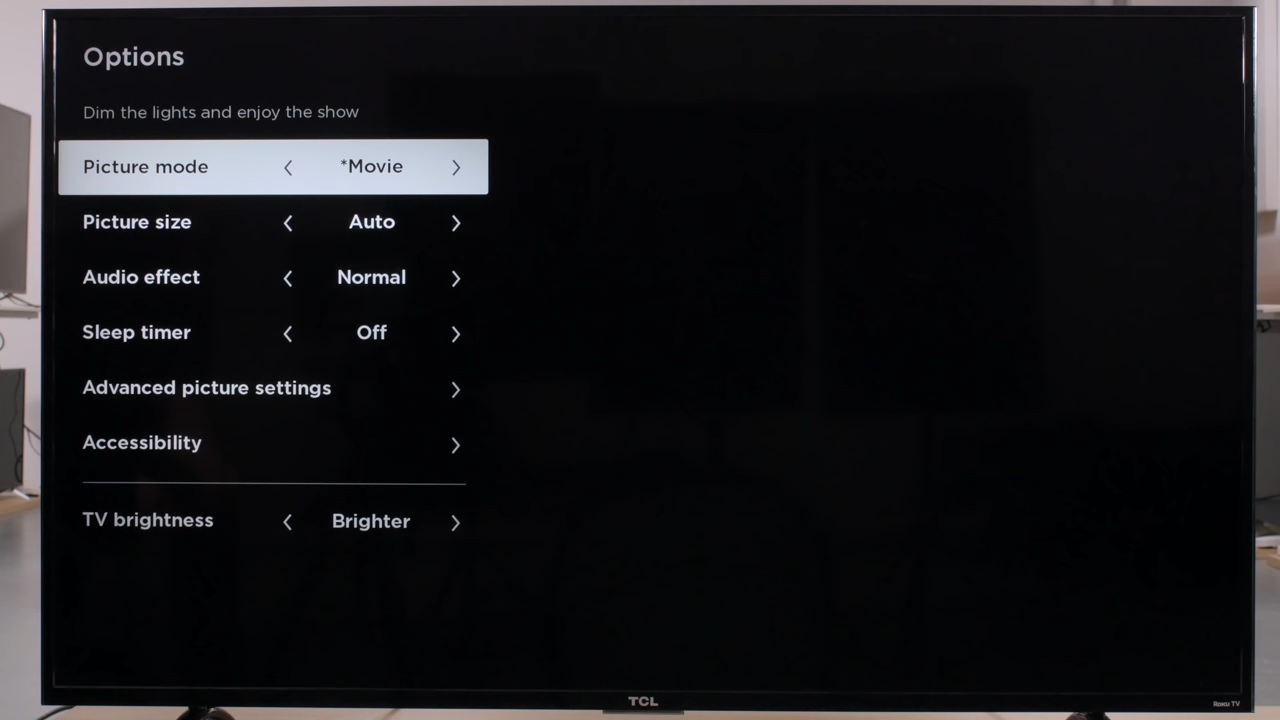 Options
Dim the lights and enjoy the show
Picture mode < *Movie >
Picture size < Auto >
Audio effect < Normal >
Sleep timer < Off >
Advanced picture settings >
Accessibility >
TV brightness < Brighter >
TCL
Roku TV